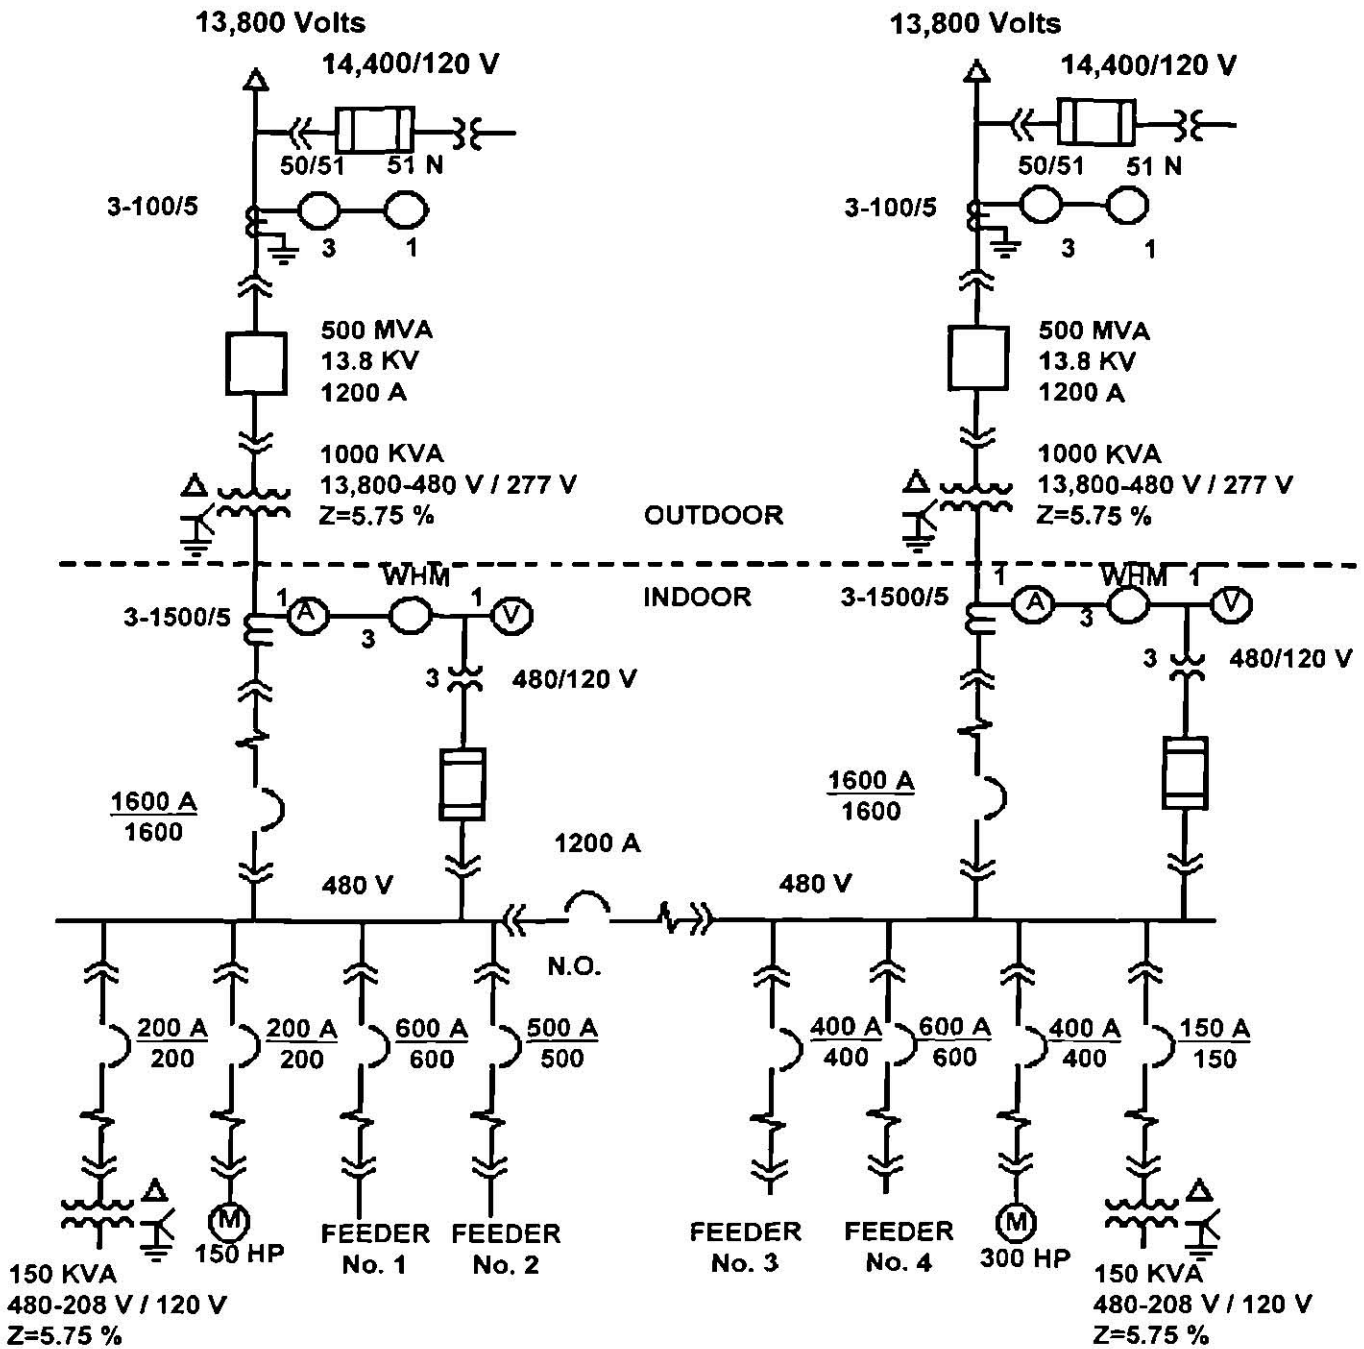 13,800 Volts
14,400/120 V
50/51 51 N
3-100/5
3 1
500 MVA
13.8 KV
1200 A
1000 KVA
13,800-480 V / 277 V
Z=5.75 %
13,800 Volts
14,400/120 V
50/51 51 N
3-100/5
3 1
500 MVA
13.8 KV
1200 A
1000 KVA
13,800-480 V / 277 V
Z=5.75 %
OUTDOOR
INDOOR
WHM
3-1500/5
1 A 3 1 V
3 480/120 V
1600 A
1600
480 V
1200 A
N.O.
WHM
3-1500/5
1 A 3 1 V
3 480/120 V
1600 A
1600
480 V
200 A
200
200 A
200
600 A
600
500 A
500
400 A
400
600 A
600
400 A
400
150 A
150
150 KVA
480-208 V / 120 V
Z=5.75 %
M
150 HP
FEEDER
No. 1
FEEDER
No. 2
FEEDER
No. 3
FEEDER
No. 4
M
300 HP
150 KVA
480-208 V / 120 V
Z=5.75 %